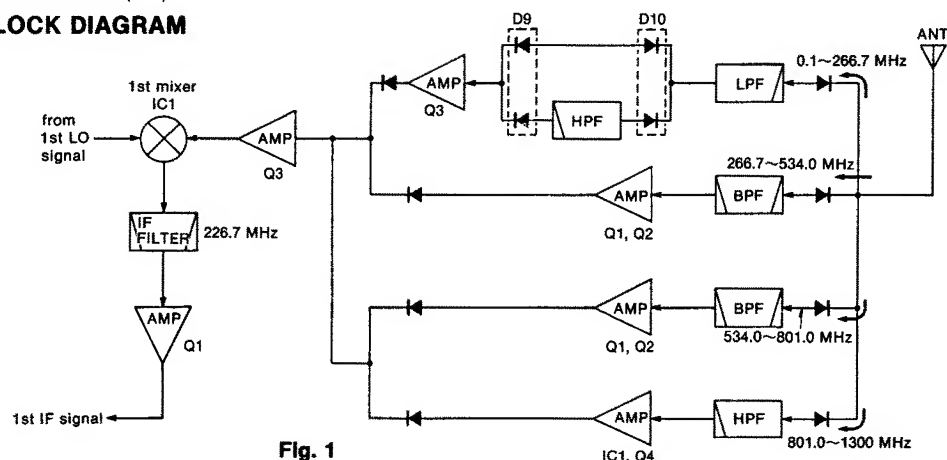 LOCK DIAGRAM
D9
D10
ANT
0.1~266.7 MHz
1st mixer
IC1
AMP
Q3
LPF
HPF
from
1st LO
signal
AMP
Q3
266.7~534.0 MHz
AMP
Q1, Q2
BPF
IF
FILTER
226.7 MHz
AMP
Q1
AMP
Q1, Q2
BPF
534.0~801.0 MHz
1st IF signal
AMP
IC1, Q4
HPF
801.0~1300 MHz
Fig. 1